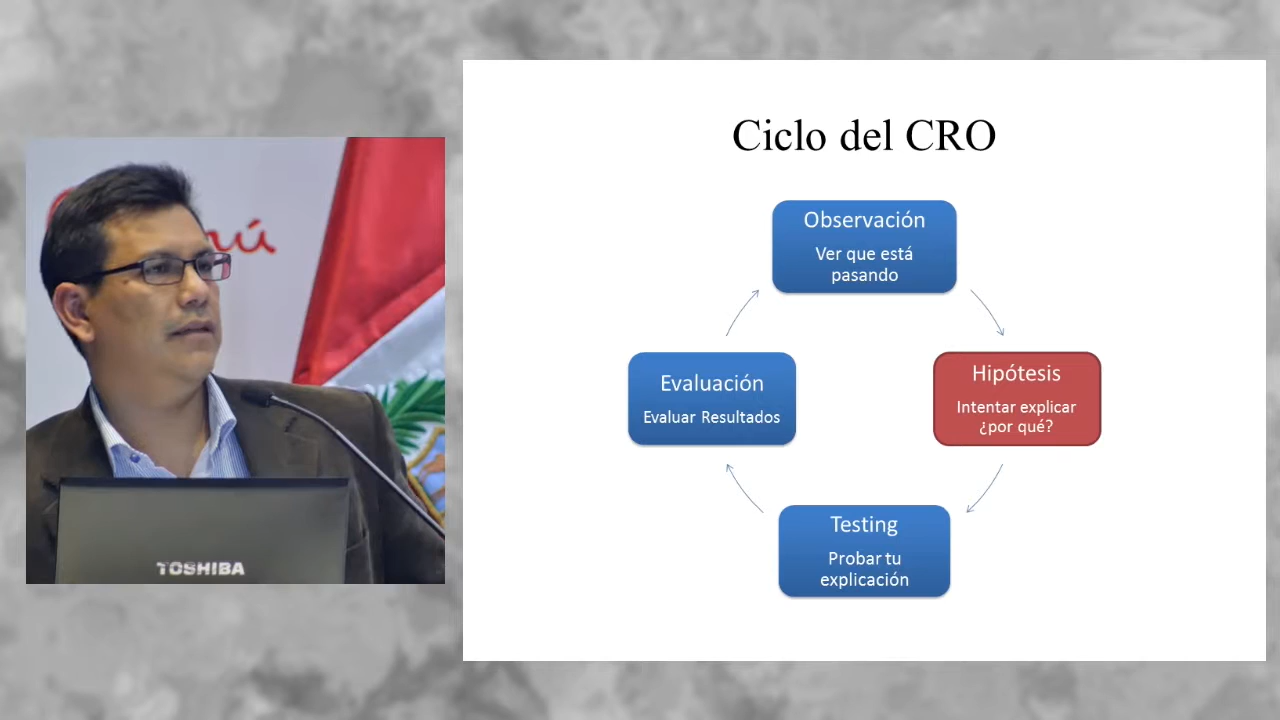 Ciclo del CRO
Observación
Ver que está
pasando
Hipótesis
Intentar explicar
¿por qué?
Testing
Probar tu
explicación
Evaluación
Evaluar Resultados
TOSHIBA